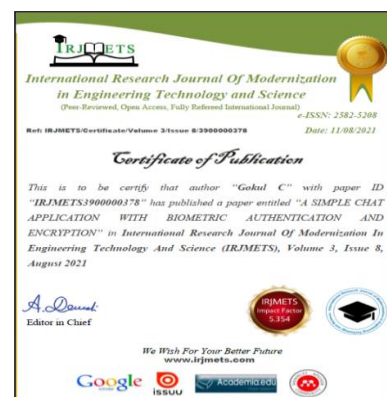 IRJMETS
International Research Journal Of Modernization
in Engineering Technology and Science
(Peer-Reviewed, Open Access, Fully Refereed International Journal)
e-ISSN: 2582-5208
Ref: IRJMETS/Certificate/Volume 3/Issue 8/3900000378
Date: 11/08/2021
Certificate of Publication
This is to be certify that author "Gokul C" with paper ID
"IRJMETS3900000378" has published a paper entitled "A SIMPLE CHAT
APPLICATION WITH BIOMETRIC AUTHENTICATION AND
ENCRYPTION" in International Research Journal Of Modernization In
Engineering Technology And Science (IRJMETS), Volume 3, Issue 8,
August 2021
Editor in Chief
IRJMETS
Impact Factor
5.354
We Wish For Your Better Future
www.irjmets.com
Google
issuu
Academia.edu